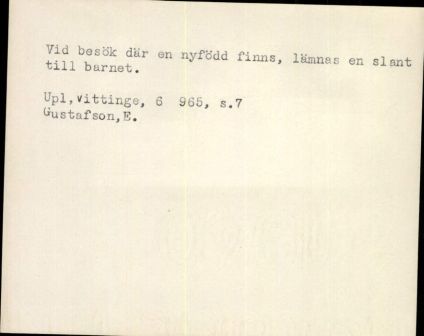 Vid besök där en nyfödd finns, lämnas en slant
till barnet.
Upl,Vittinge, 6 965, s.7
Gustafson,E.